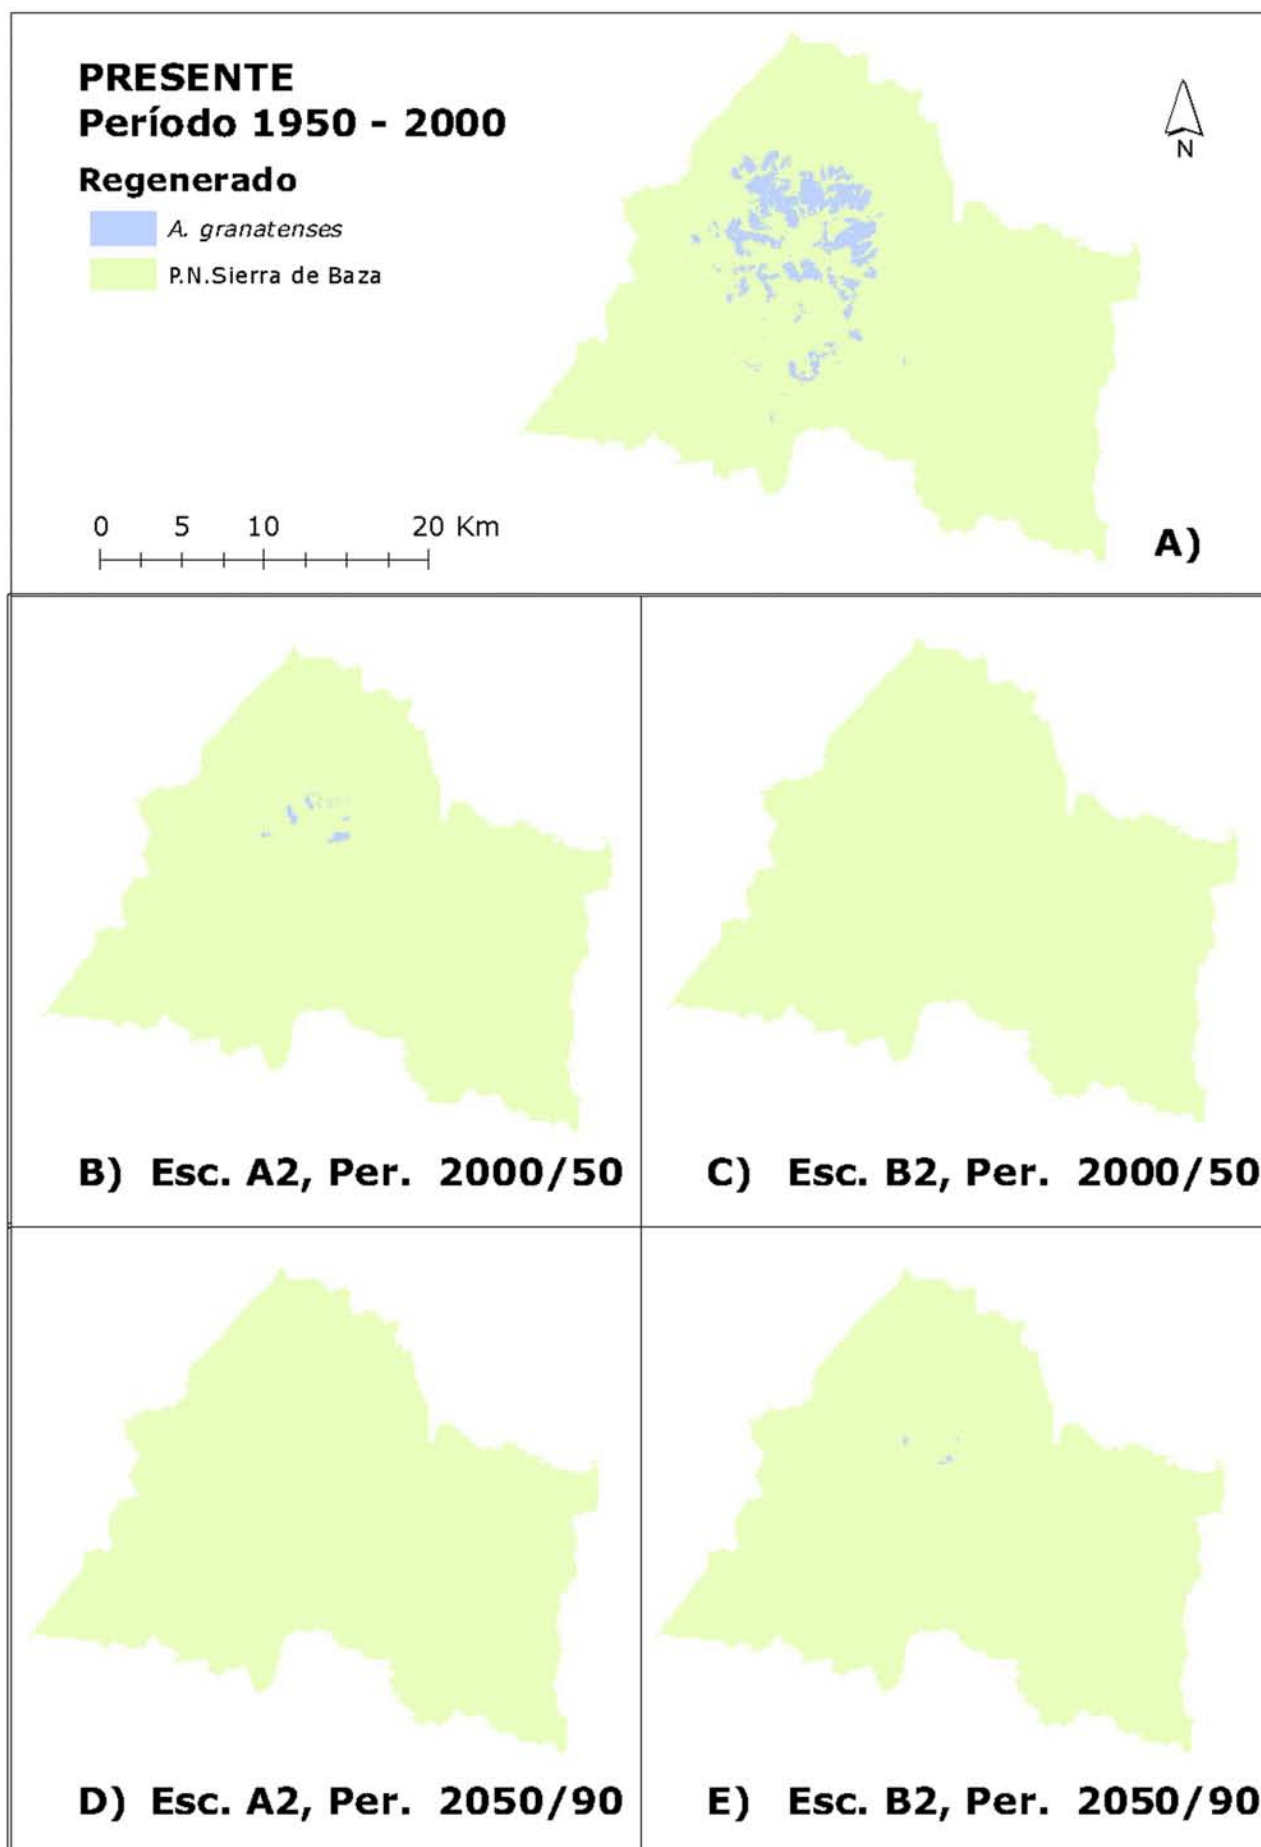 PRESENTE
Período 1950 - 2000
Regenerado
A. granatenses
P.N.Sierra de Baza
N
0 5 10 20 Km
A)
B) Esc. A2, Per. 2000/50
C) Esc. B2, Per. 2000/50
D) Esc. A2, Per. 2050/90
E) Esc. B2, Per. 2050/90